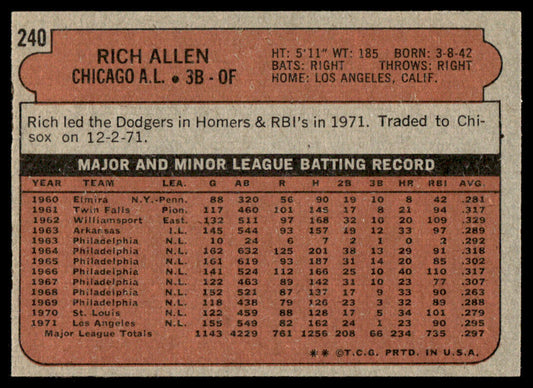 240
RICH ALLEN
CHICAGO A.L. • 3B - OF
HT: 5'11" WT: 185 BORN: 3-8-42
BATS: RIGHT THROWS: RIGHT
HOME: LOS ANGELES, CALIF.
Rich led the Dodgers in Homers & RBI's in 1971. Traded to Chi-
sox on 12-2-71.
MAJOR AND MINOR LEAGUE BATTING RECORD
YEAR TEAM LEA. G AB R H 2B 3B HR RBI AVG.
1960 Elmira N.Y.-Penn. 88 320 56 90 19 10 8 42 .281
1961 Twin Falls Pion. 117 460 101 145 17 8 21 94 .317
1962 Williamsport East. 132 511 97 168 32 10 20 109 .329
1963 Arkansas I.L. 145 544 93 157 19 12 33 97 .289
1963 Philadelphia N.L. 10 24 6 7 2 1 0 2 .292
1964 Philadelphia N.L. 162 632 125 201 38 13 29 91 .318
1965 Philadelphia N.L. 161 619 93 187 31 14 20 85 .302
1966 Philadelphia N.L. 141 524 112 166 25 10 40 110 .317
1967 Philadelphia N.L. 122 463 89 142 31 10 23 77 .307
1968 Philadelphia N.L. 152 521 87 137 17 9 33 90 .263
1969 Philadelphia N.L. 118 438 79 126 23 3 32 89 .288
1970 St. Louis N.L. 122 459 88 128 17 5 34 101 .279
1971 Los Angeles N.L. 155 549 82 162 24 1 23 90 .295
Major League Totals 1143 4229 761 1256 208 66 234 735 .297
** ©T.C.G. PRTD. IN U.S.A.